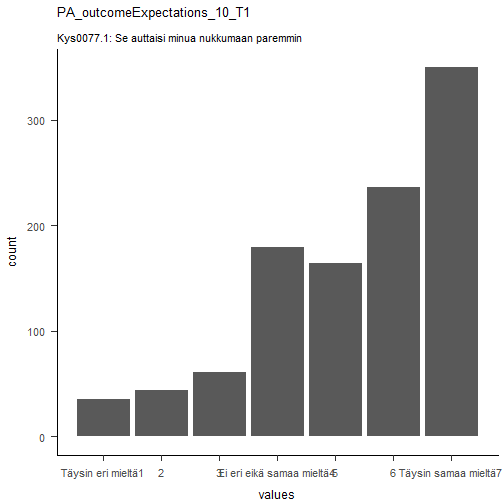 PA_outcomeExpectations_10_T1
Kys0077.1: Se auttaisi minua nukkumaan paremmin
300
200
100
0
count
Täysin eri mieltä1 2 3 Ei eri eikä samaa mieltä4 5 6 Täysin samaa mieltä7
values